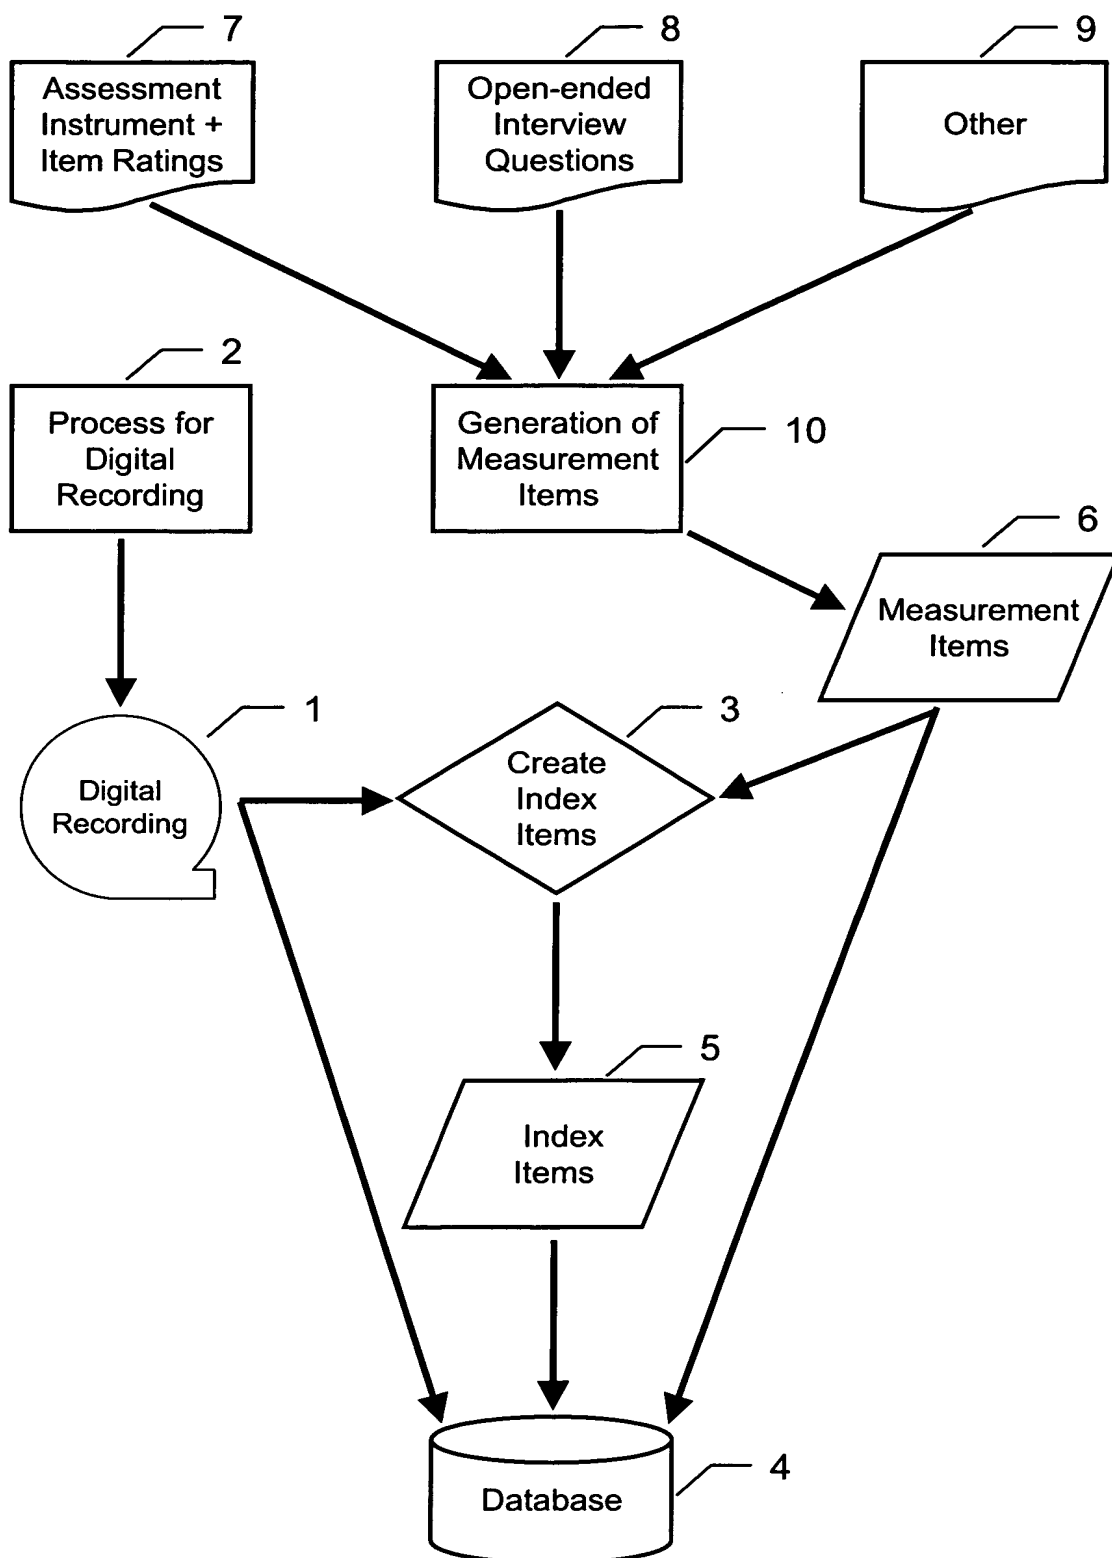 7
8
9
Assessment
Instrument +
Item Ratings
Open-ended
Interview
Questions
Other
2
Process for
Digital
Recording
Generation of
Measurement
Items
10
6
Measurement
Items
1
Digital
Recording
3
Create
Index
Items
5
Index
Items
Database
4